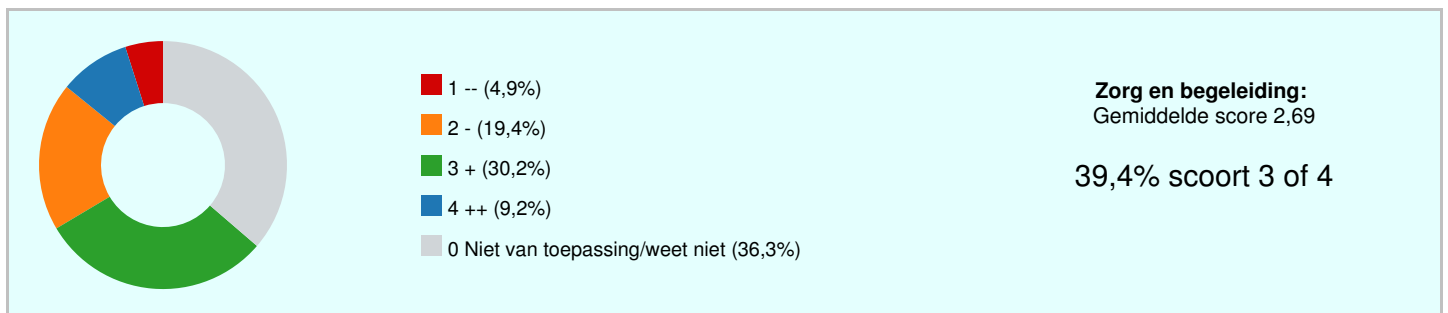 1 -- (4,9%)
2 - (19,4%)
3 + (30,2%)
4 ++ (9,2%)
0 Niet van toepassing/weet niet (36,3%)
Zorg en begeleiding:
Gemiddelde score 2,69
39,4% scoort 3 of 4